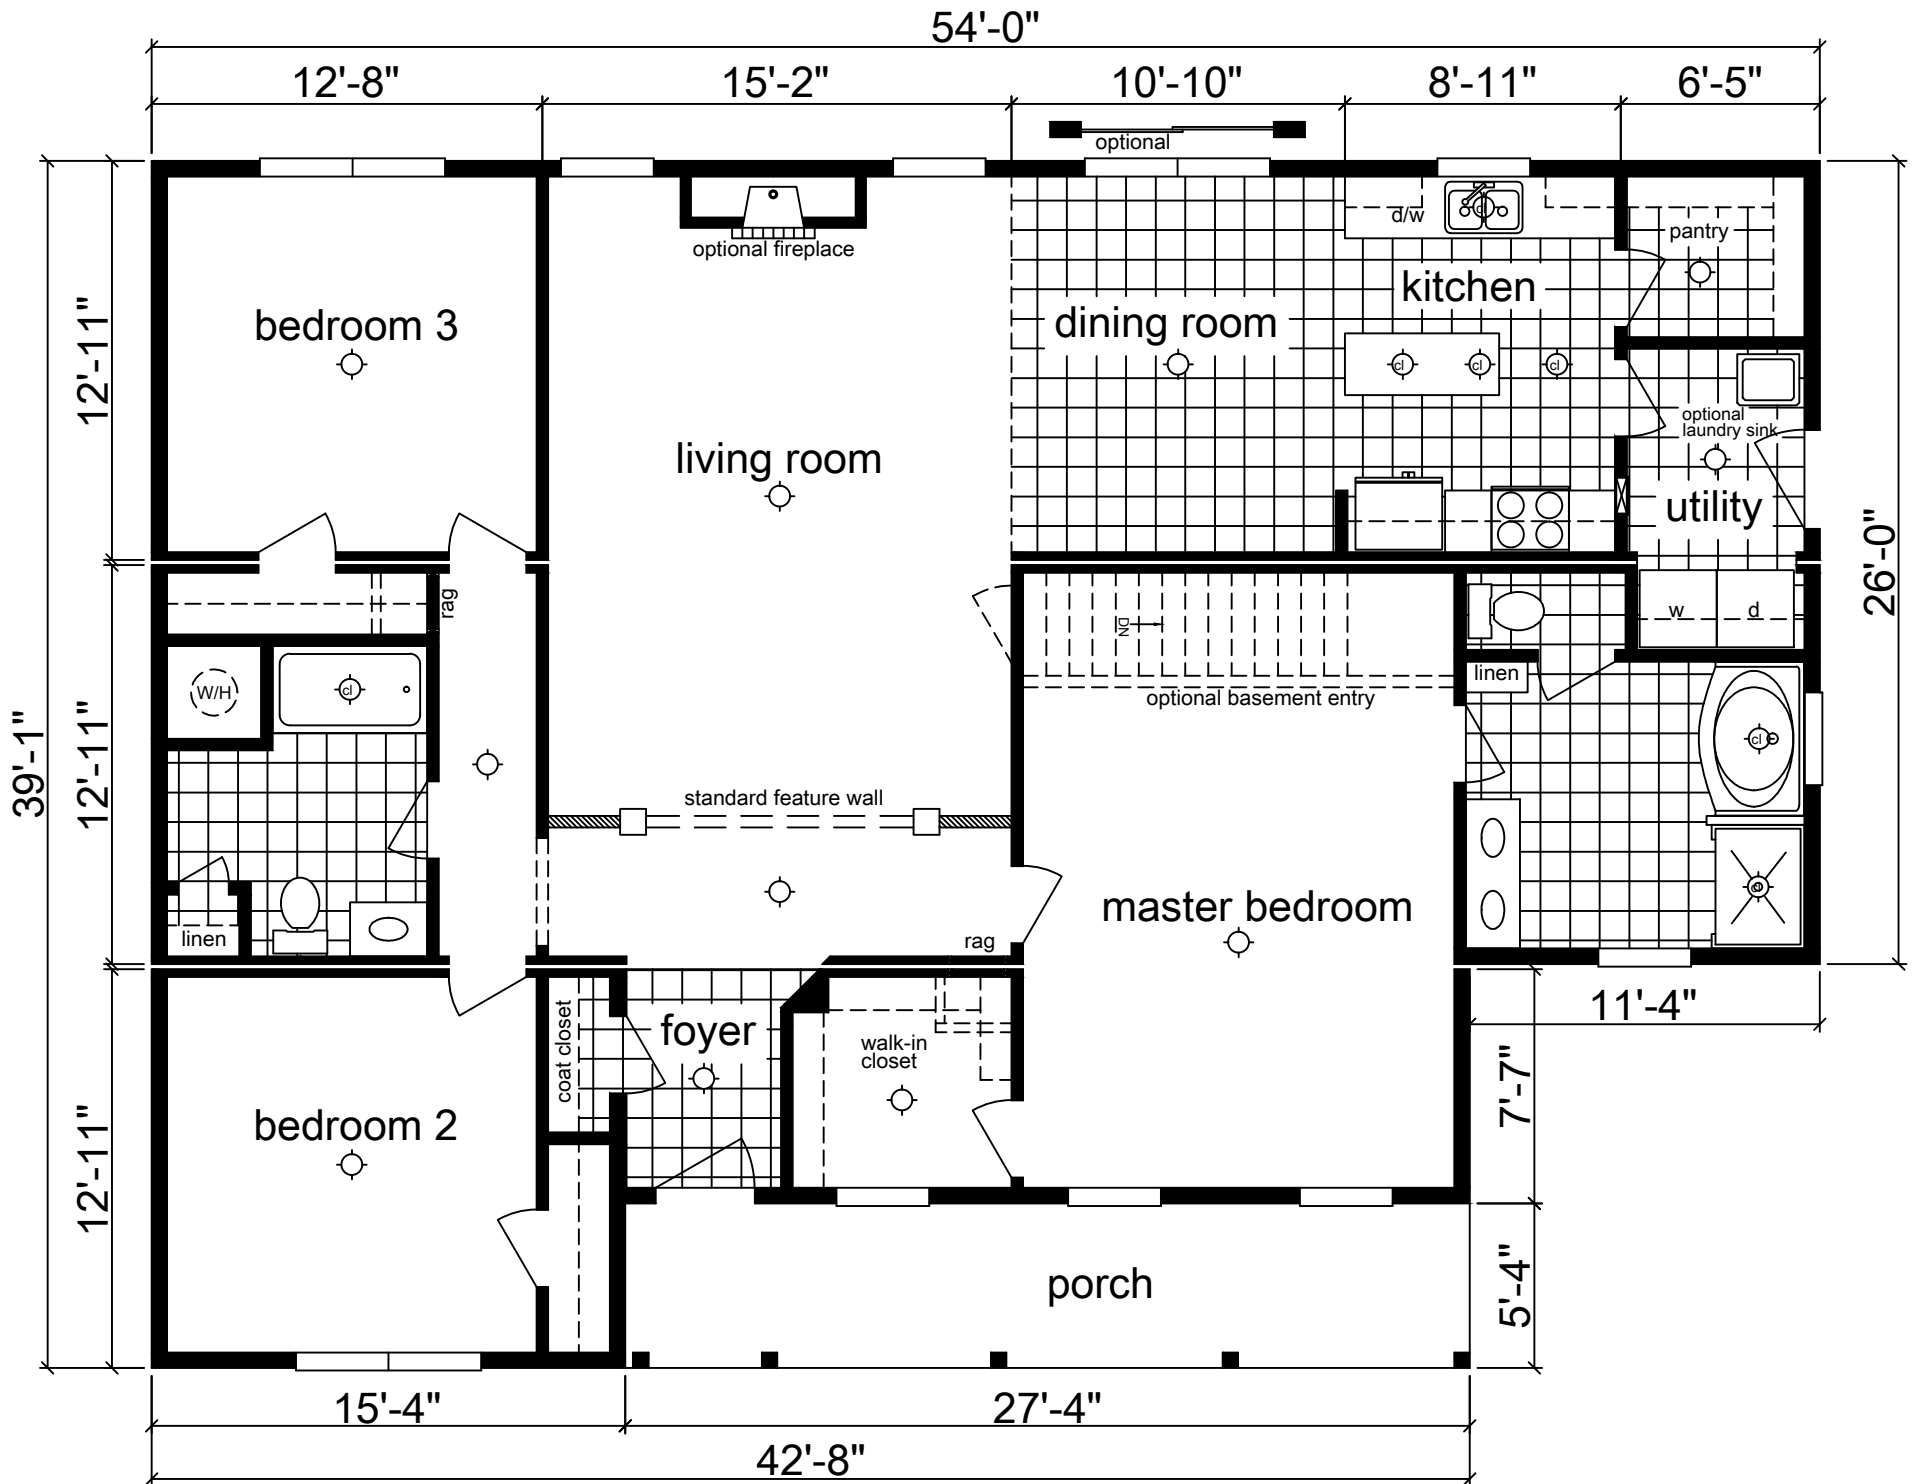 54'-0"
12'-8"
15'-2"
10'-10"
8'-11"
6'-5"
optional
d/w
cl
pantry
optional fireplace
kitchen
bedroom 3
dining room
12'-11"
cl
cl
cl
optional
laundry sink
living room
utility
26'-0"
rag
w
d
DN
W/H
cl
linen
optional basement entry
cl
39'-1"
12'-11"
standard feature wall
master bedroom
cl
linen
rag
11'-4"
coat closet
foyer
walk-in
closet
7'-7"
bedroom 2
12'-11"
porch
5'-4"
15'-4"
27'-4"
42'-8"